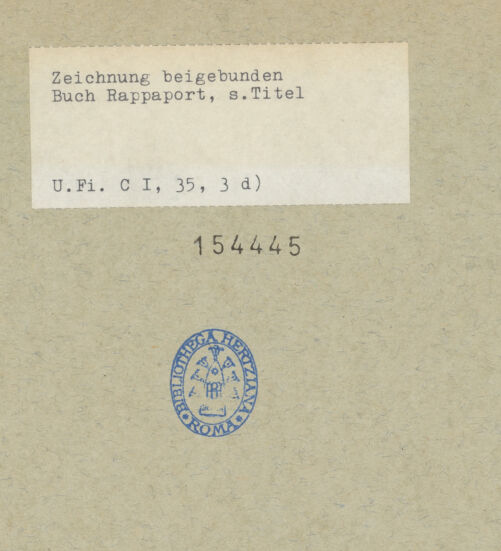 Zeichnung beigebunden
Buch Rappaport, s.Titel
U.Fi. C I, 35, 3 d)
154445
BIBLIOTHECA HERTZIANA
ROMA